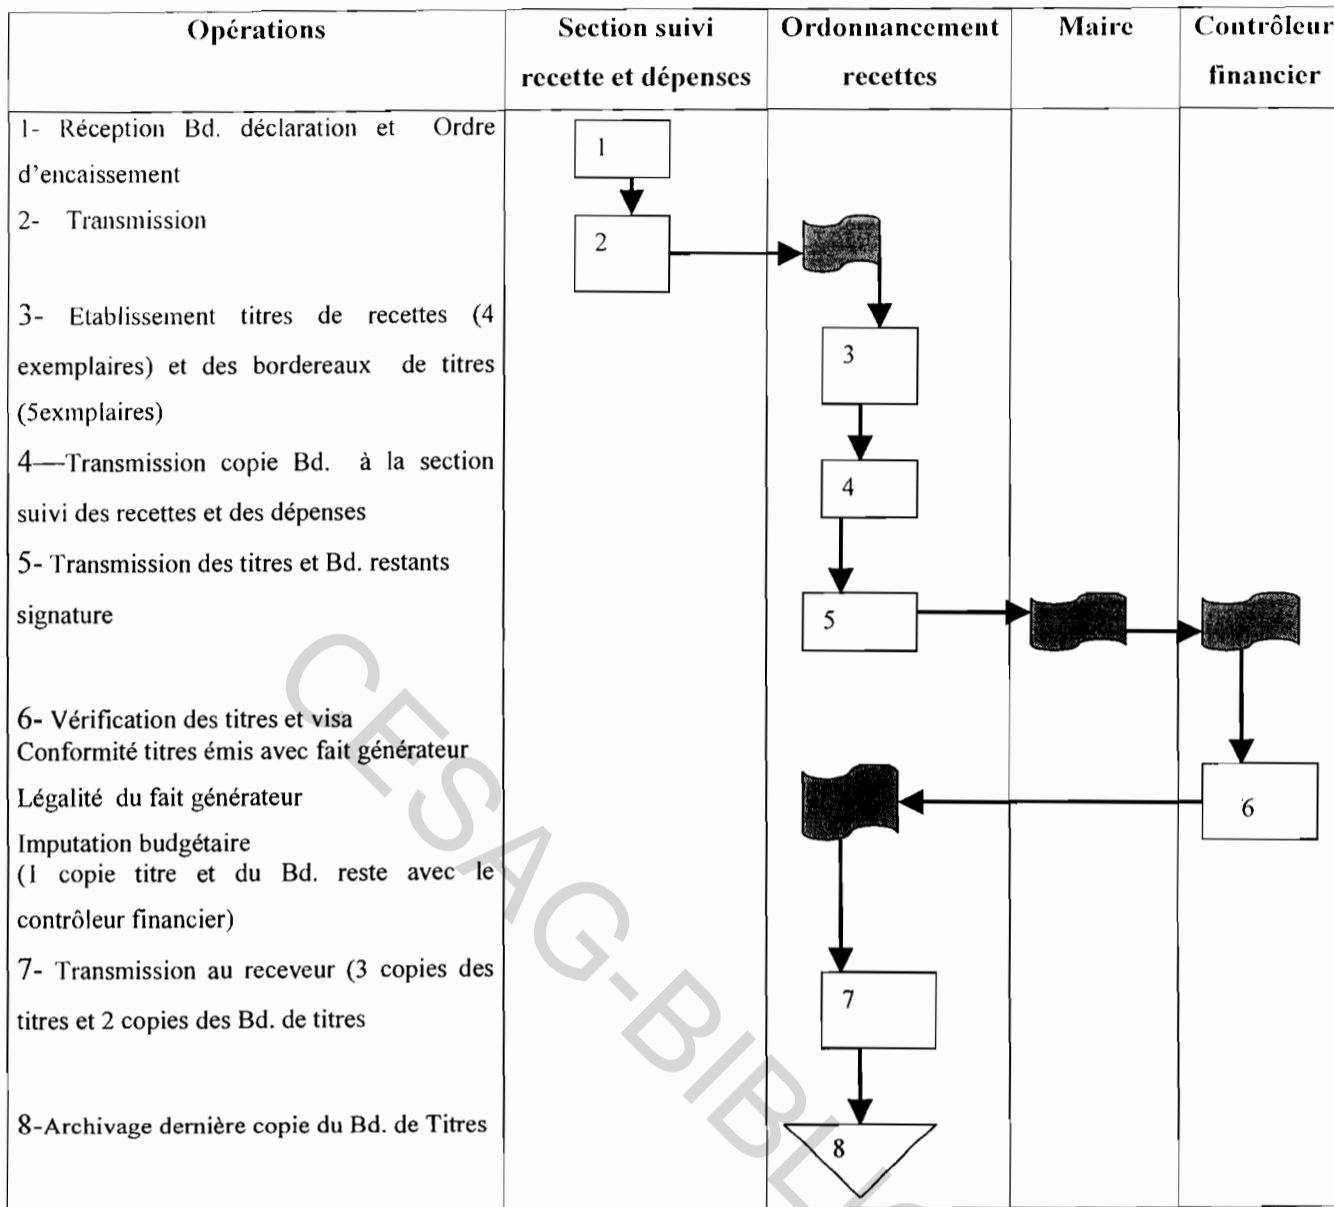 Opérations
Section suivi
recette et dépenses
Ordonnancement
recettes
Maire
Contrôleur
financier
1- Réception Bd. déclaration et Ordre
d'encaissement
2- Transmission
3- Etablissement titres de recettes (4
exemplaires) et des bordereaux de titres
(5exmplaires)
4—Transmission copie Bd. à la section
suivi des recettes et des dépenses
5- Transmission des titres et Bd. restants
signature
6- Vérification des titres et visa
Conformité titres émis avec fait générateur
Légalité du fait générateur
Imputation budgétaire
(1 copie titre et du Bd. reste avec le
contrôleur financier)
7- Transmission au receveur (3 copies des
titres et 2 copies des Bd. de titres
8-Archivage dernière copie du Bd. de Titres
1
2
3
4
5
6
7
8
CESAG-BIBLIO